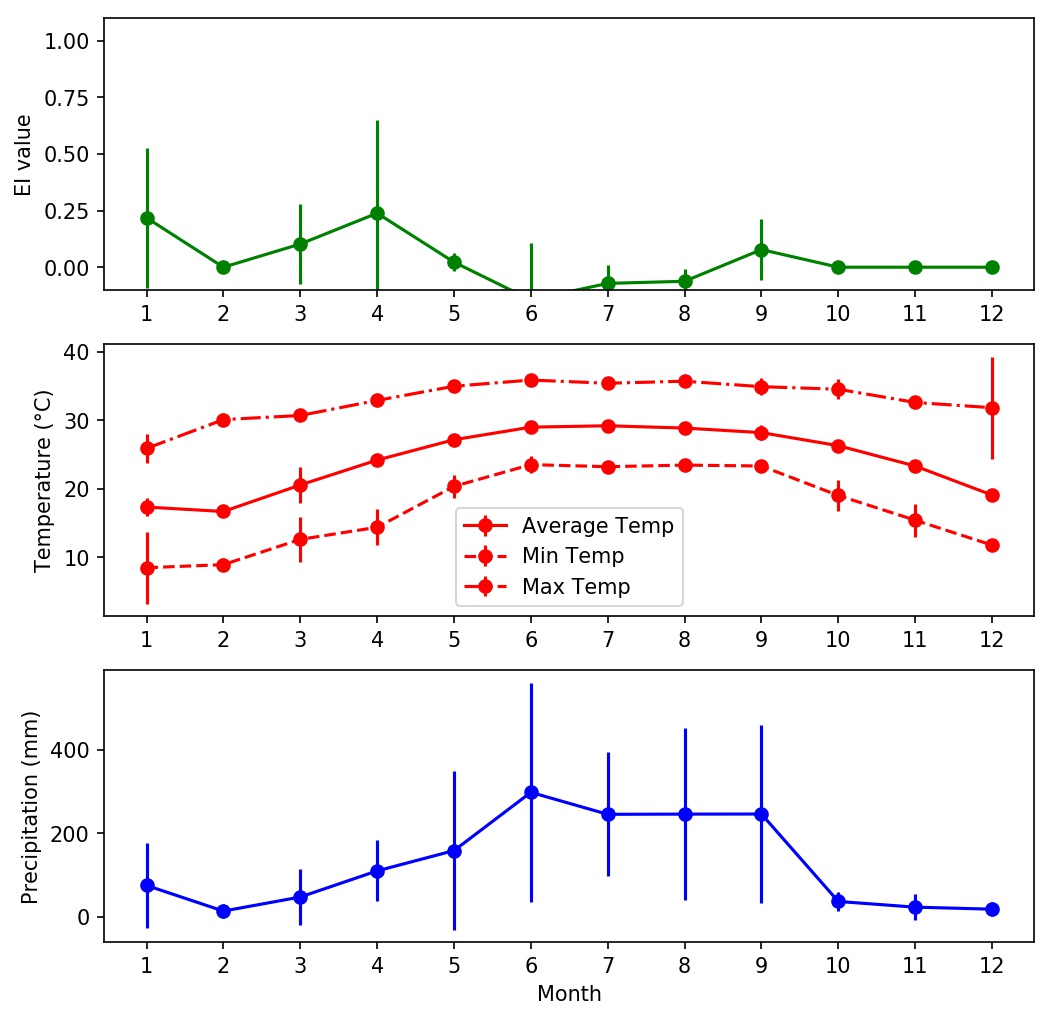 1.00
0.75
0.50
0.25
0.00
EI value
1 2 3 4 5 6 7 8 9 10 11 12
40
30
20
10
Temperature (°C)
Average Temp
Min Temp
Max Temp
1 2 3 4 5 6 7 8 9 10 11 12
400
200
0
Precipitation (mm)
1 2 3 4 5 6 7 8 9 10 11 12
Month